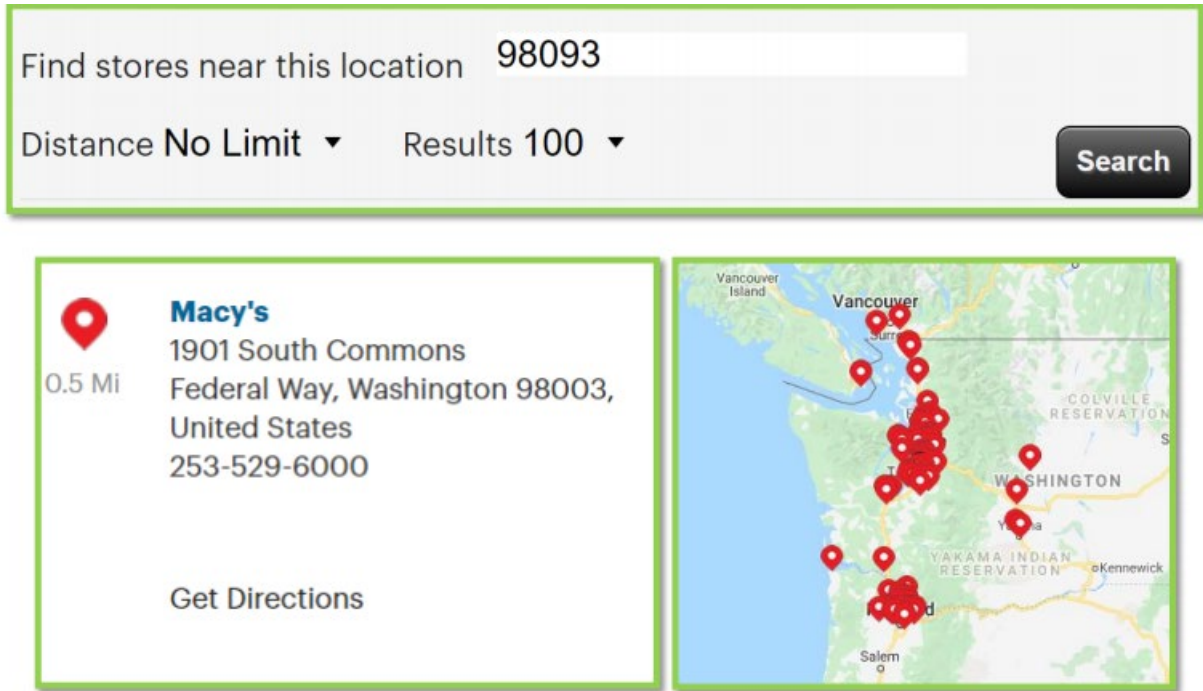 Find stores near this location 98093
Distance No Limit Results 100
Search
Macy's
1901 South Commons
0.5 Mi
Federal Way, Washington 98003,
United States
253-529-6000
Get Directions
Vancouver
Island
Vancouver
COLVILLE
RESERVATION
WASHINGTON
YAKAMA INDIAN
RESERVATION
Kennewick
Salem